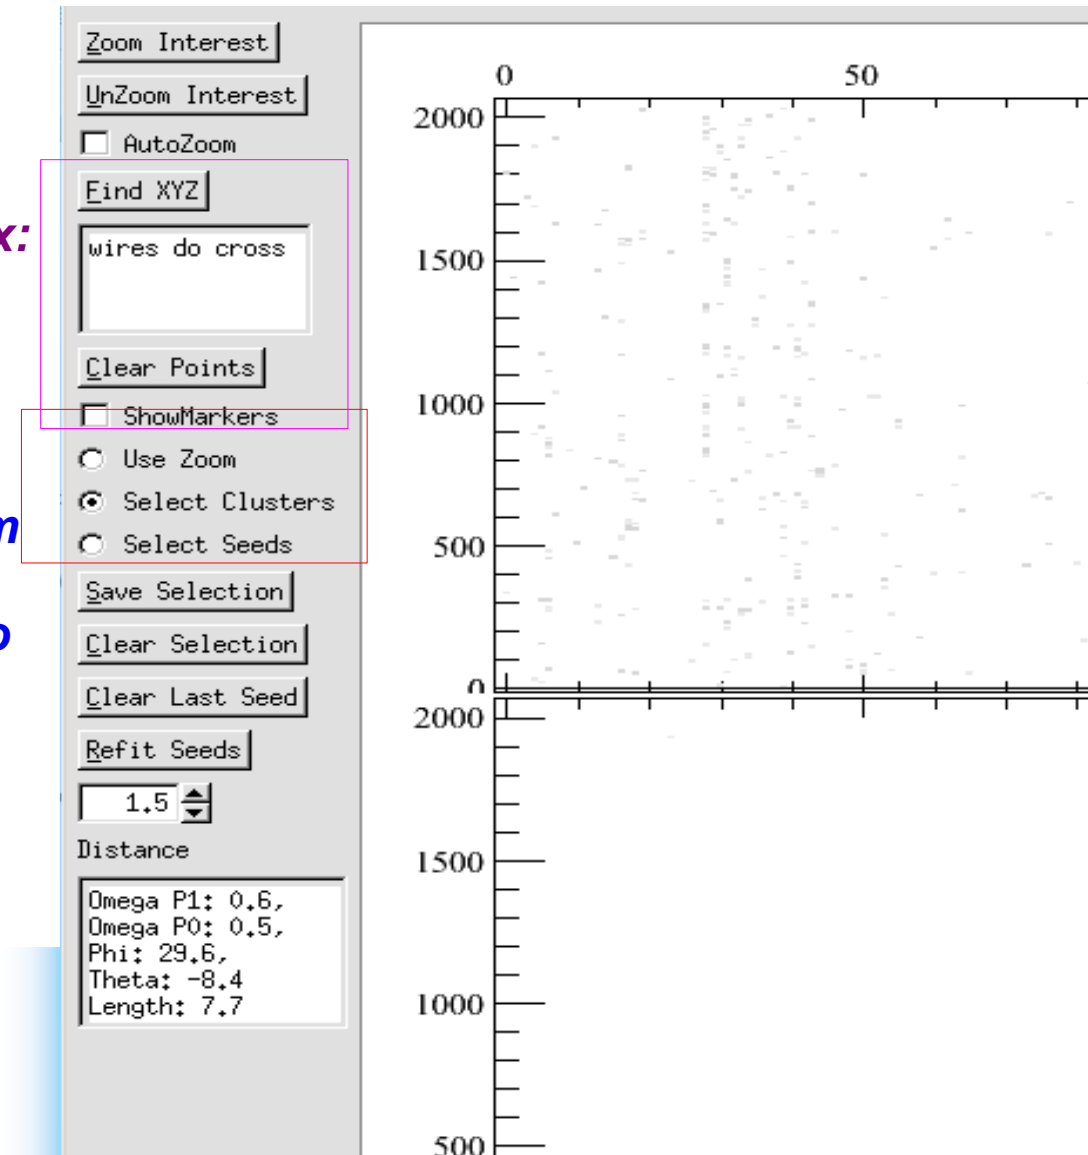 Zoom Interest
UnZoom Interest
AutoZoom
Find XYZ
x:
wires do cross
Clear Points
ShowMarkers
Use Zoom
Select Clusters
Select Seeds
Save Selection
Clear Selection
Clear Last Seed
Refit Seeds
1.5
Distance
Omega P1: 0.6,
Omega P0: 0.5,
Phi: 29.6,
Theta: -8.4
Length: 7.7
0 50
2000
1500
1000
500
0
2000
1500
1000
500